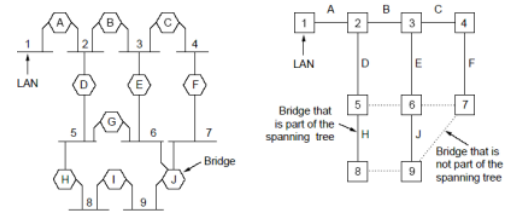 A B C
1 2 3 4
LAN
D E F
G
5 6 7
Bridge
H I J
8 9
A B C
1 2 3 4
LAN
D E F
Bridge that
is part of the
spanning tree
5 6 7
H J
Bridge that is
not part of the
spanning tree
8 9